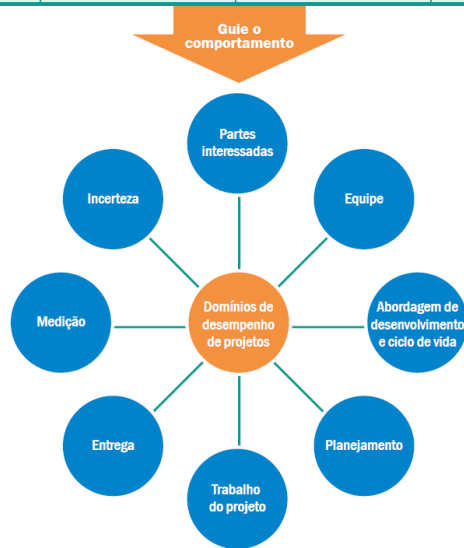 Guie o
comportamento
Partes
interessadas
Equipe
Abordagem de
desenvolvimento
e ciclo de vida
Planejamento
Trabalho
do projeto
Entrega
Medição
Incerteza
Domínios de
desempenho
de projetos